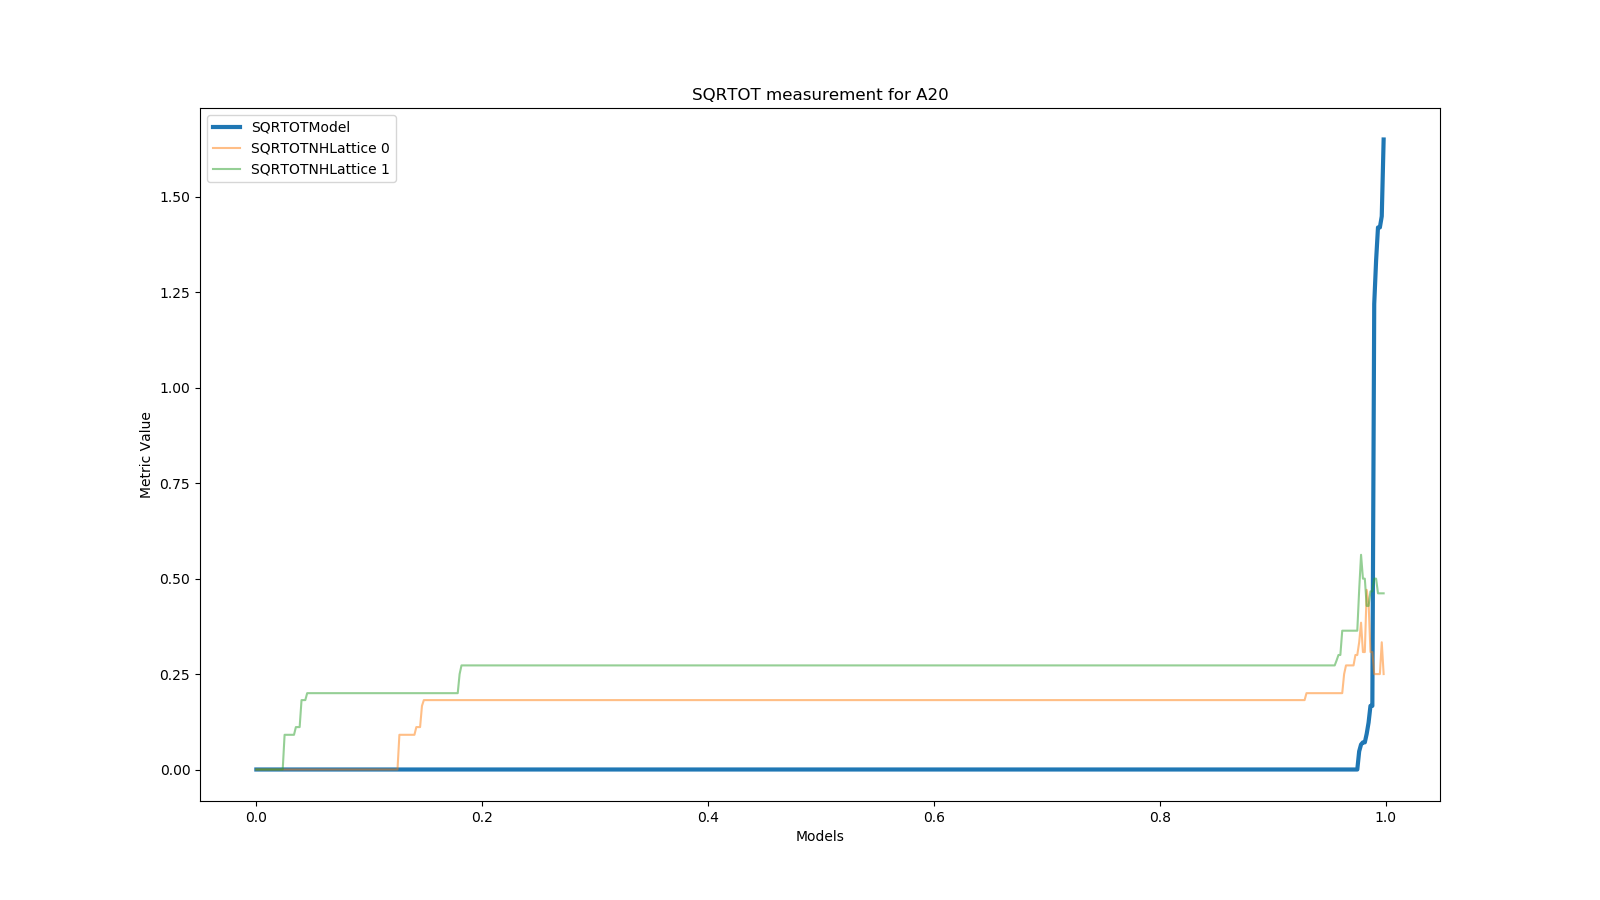 SQRTOT measurement for A20
SQRTOTModel
SQRTOTNHLattice 0
SQRTOTNHLattice 1
1.50
1.25
1.00
0.75
0.50
0.25
0.00
Metric Value
0.0 0.2 0.4 0.6 0.8 1.0
Models